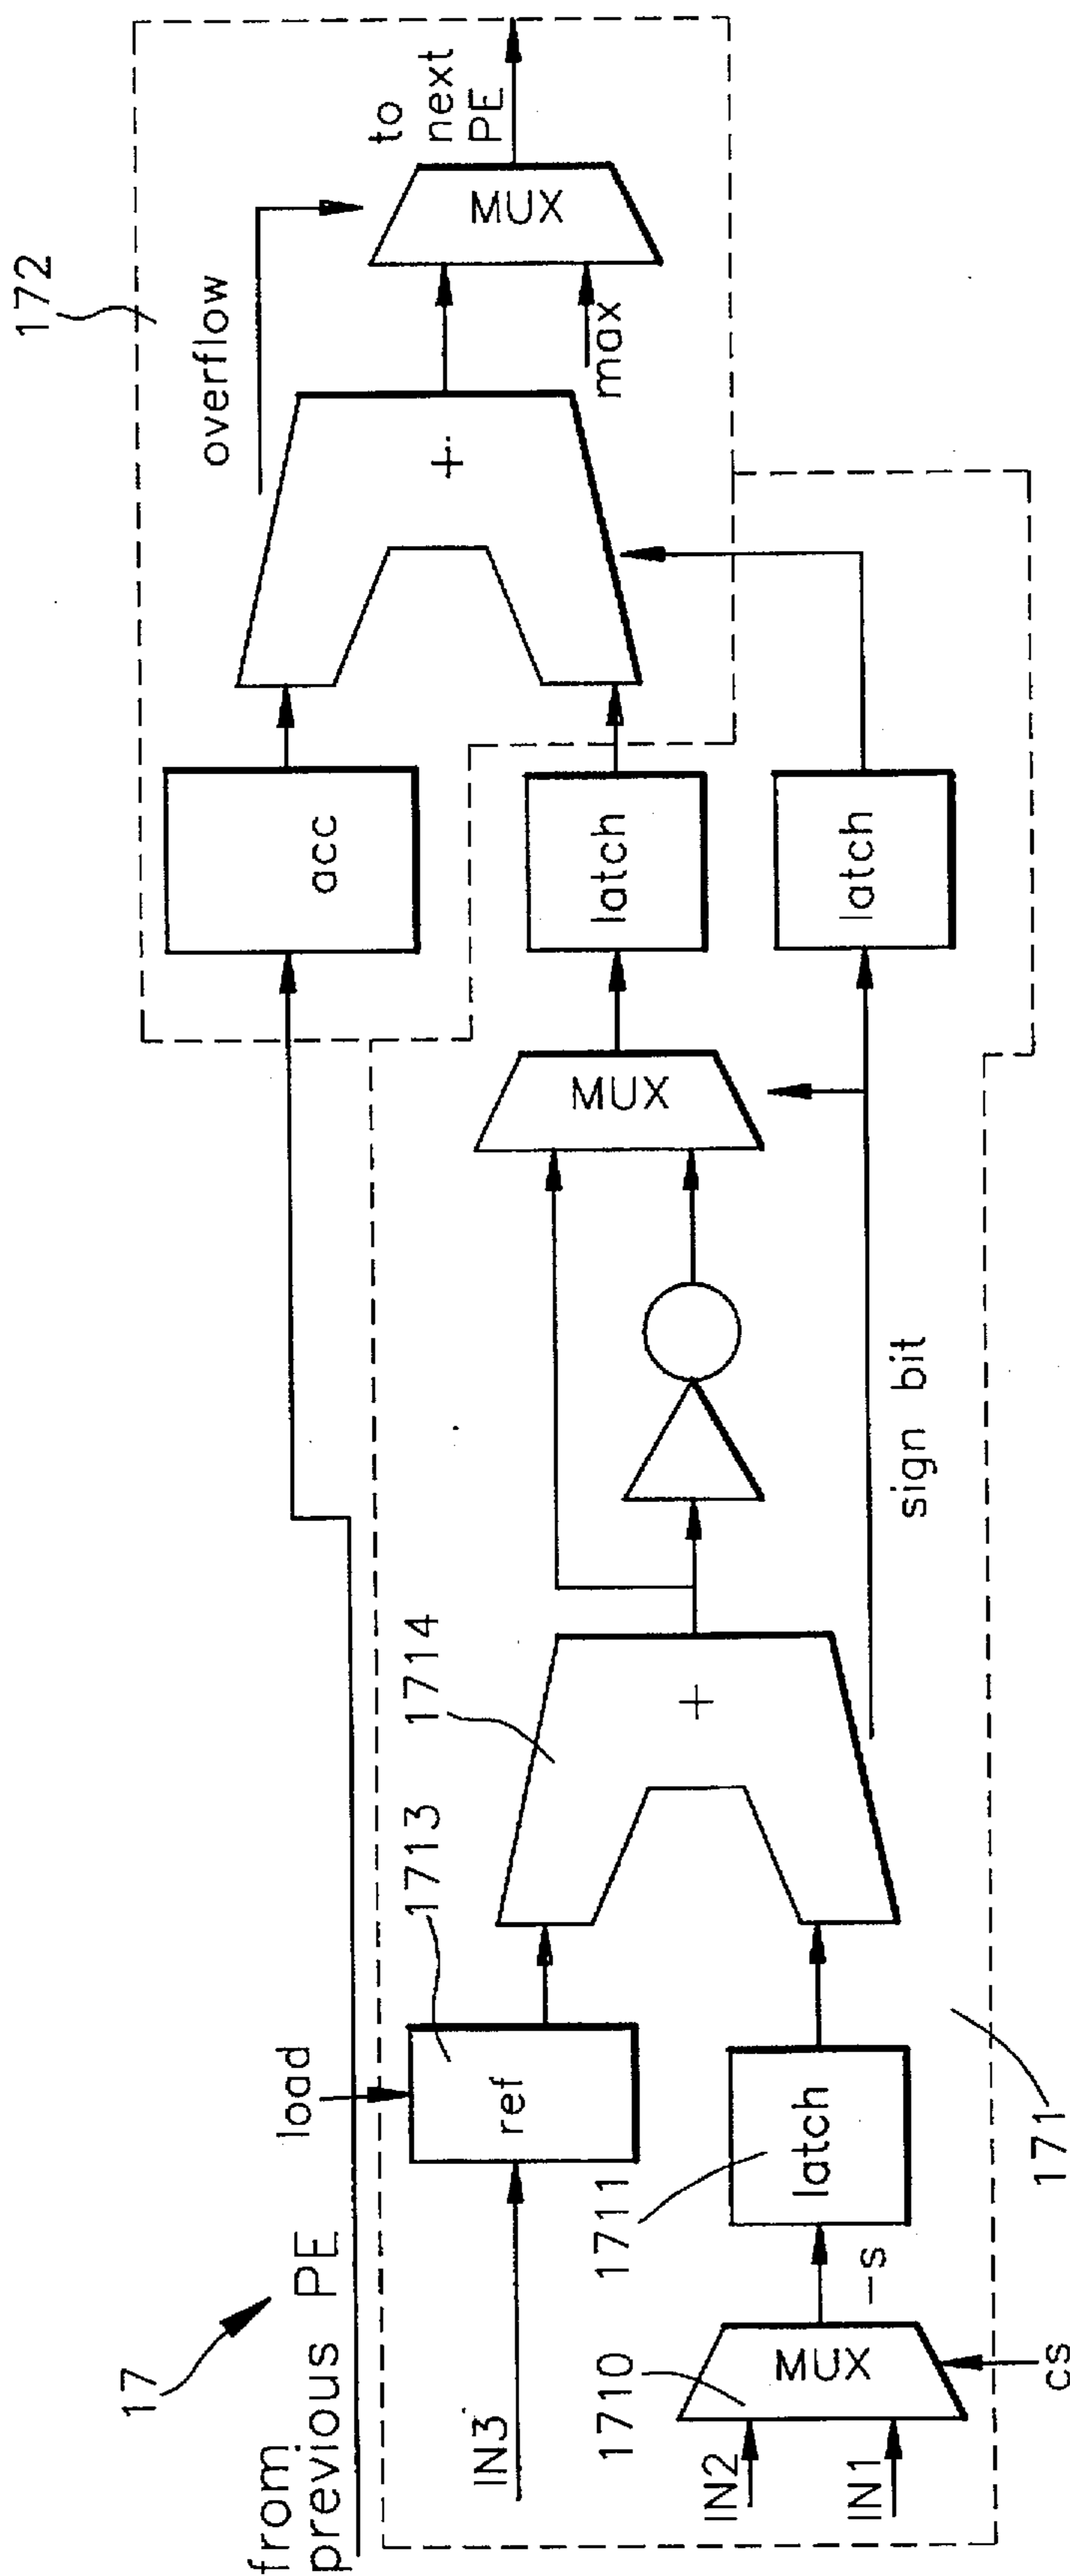 17
from
previous PE
load
IN3
ref
1713
1714
1711
latch
1710
MUX
-s
IN2
IN1
cs
171
+
sign bit
MUX
latch
latch
acc
172
overflow
+
max
MUX
to
next
PE